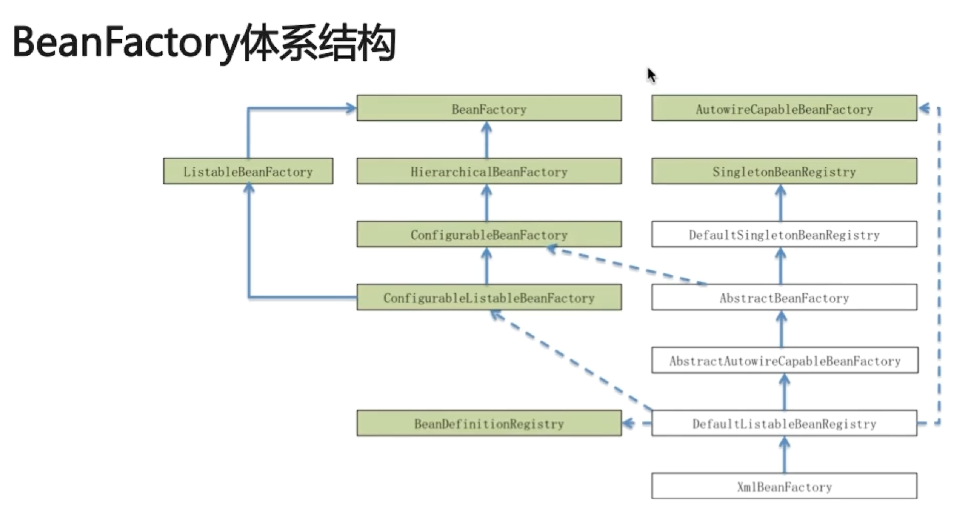 BeanFactory体系结构
BeanFactory
AutowireCapableBeanFactory
ListableBeanFactory
HierarchicalBeanFactory
SingletonBeanRegistry
ConfigurableBeanFactory
DefaultSingletonBeanRegistry
ConfigurableListableBeanFactory
AbstractBeanFactory
AbstractAutowireCapableBeanFactory
BeanDefinitionRegistry
DefaultListableBeanRegistry
XmlBeanFactory